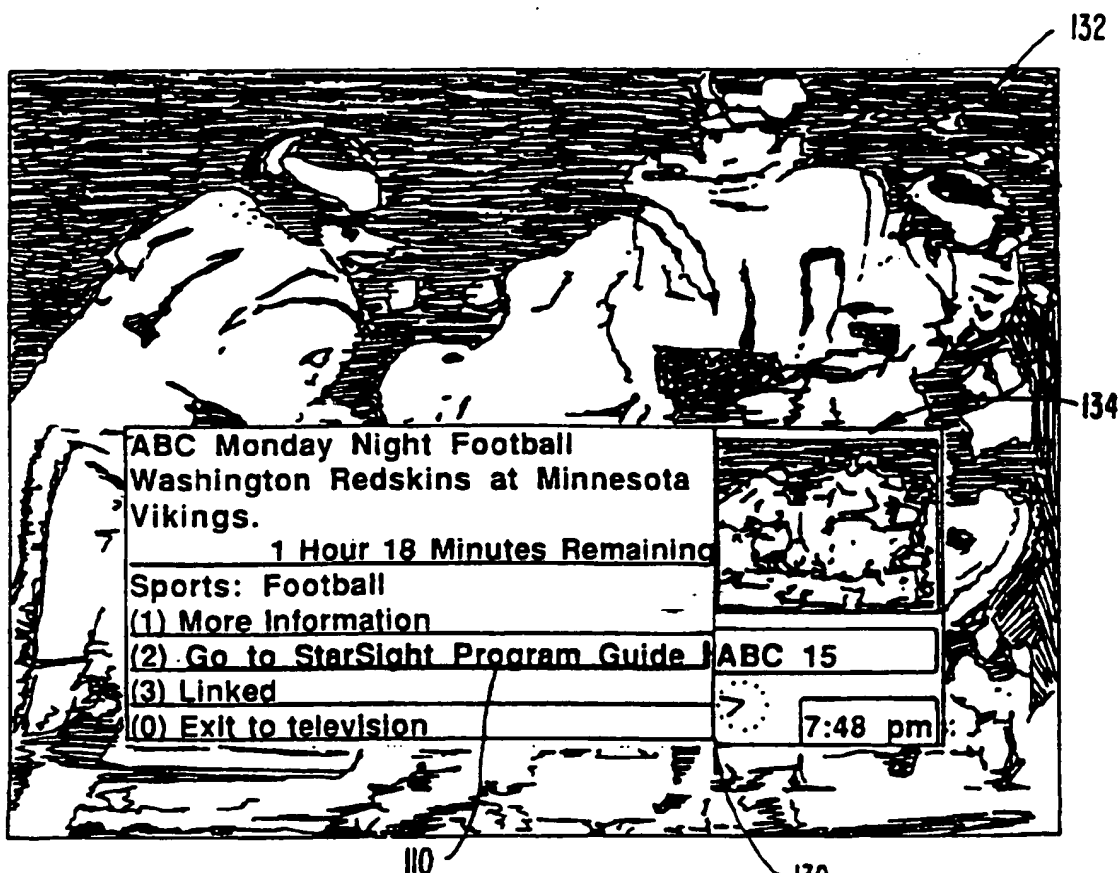 132
134
ABC Monday Night Football
Washington Redskins at Minnesota
Vikings.
1 Hour 18 Minutes Remaining
Sports: Football
(1) More Information
(2) Go to StarSight Program Guide
ABC 15
(3) Linked
(0) Exit to television
7:48 pm
110